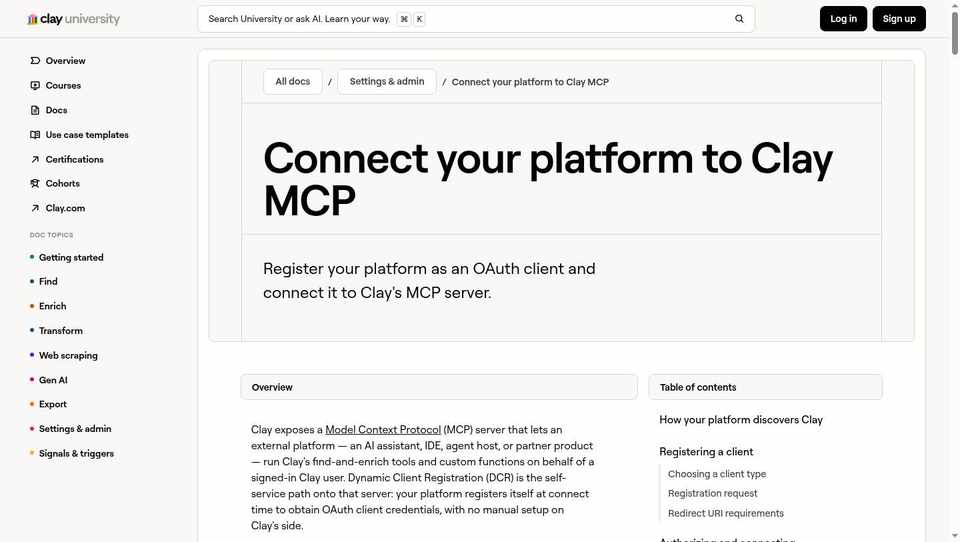 clay university
Search University or ask AI. Learn your way. ⌘ K
Log in
Sign up
Overview
Courses
Docs
Use case templates
Certifications
Cohorts
Clay.com
DOC TOPICS
Getting started
Find
Enrich
Transform
Web scraping
Gen AI
Export
Settings & admin
Signals & triggers
All docs / Settings & admin / Connect your platform to Clay MCP
Connect your platform to Clay
MCP
Register your platform as an OAuth client and
connect it to Clay's MCP server.
Overview
Clay exposes a Model Context Protocol (MCP) server that lets an
external platform — an AI assistant, IDE, agent host, or partner product
— run Clay's find-and-enrich tools and custom functions on behalf of a
signed-in Clay user. Dynamic Client Registration (DCR) is the self-
service path onto that server: your platform registers itself at connect
time to obtain OAuth client credentials, with no manual setup on
Clay's side.
Table of contents
How your platform discovers Clay
Registering a client
Choosing a client type
Registration request
Redirect URI requirements
Authorizing and connecting